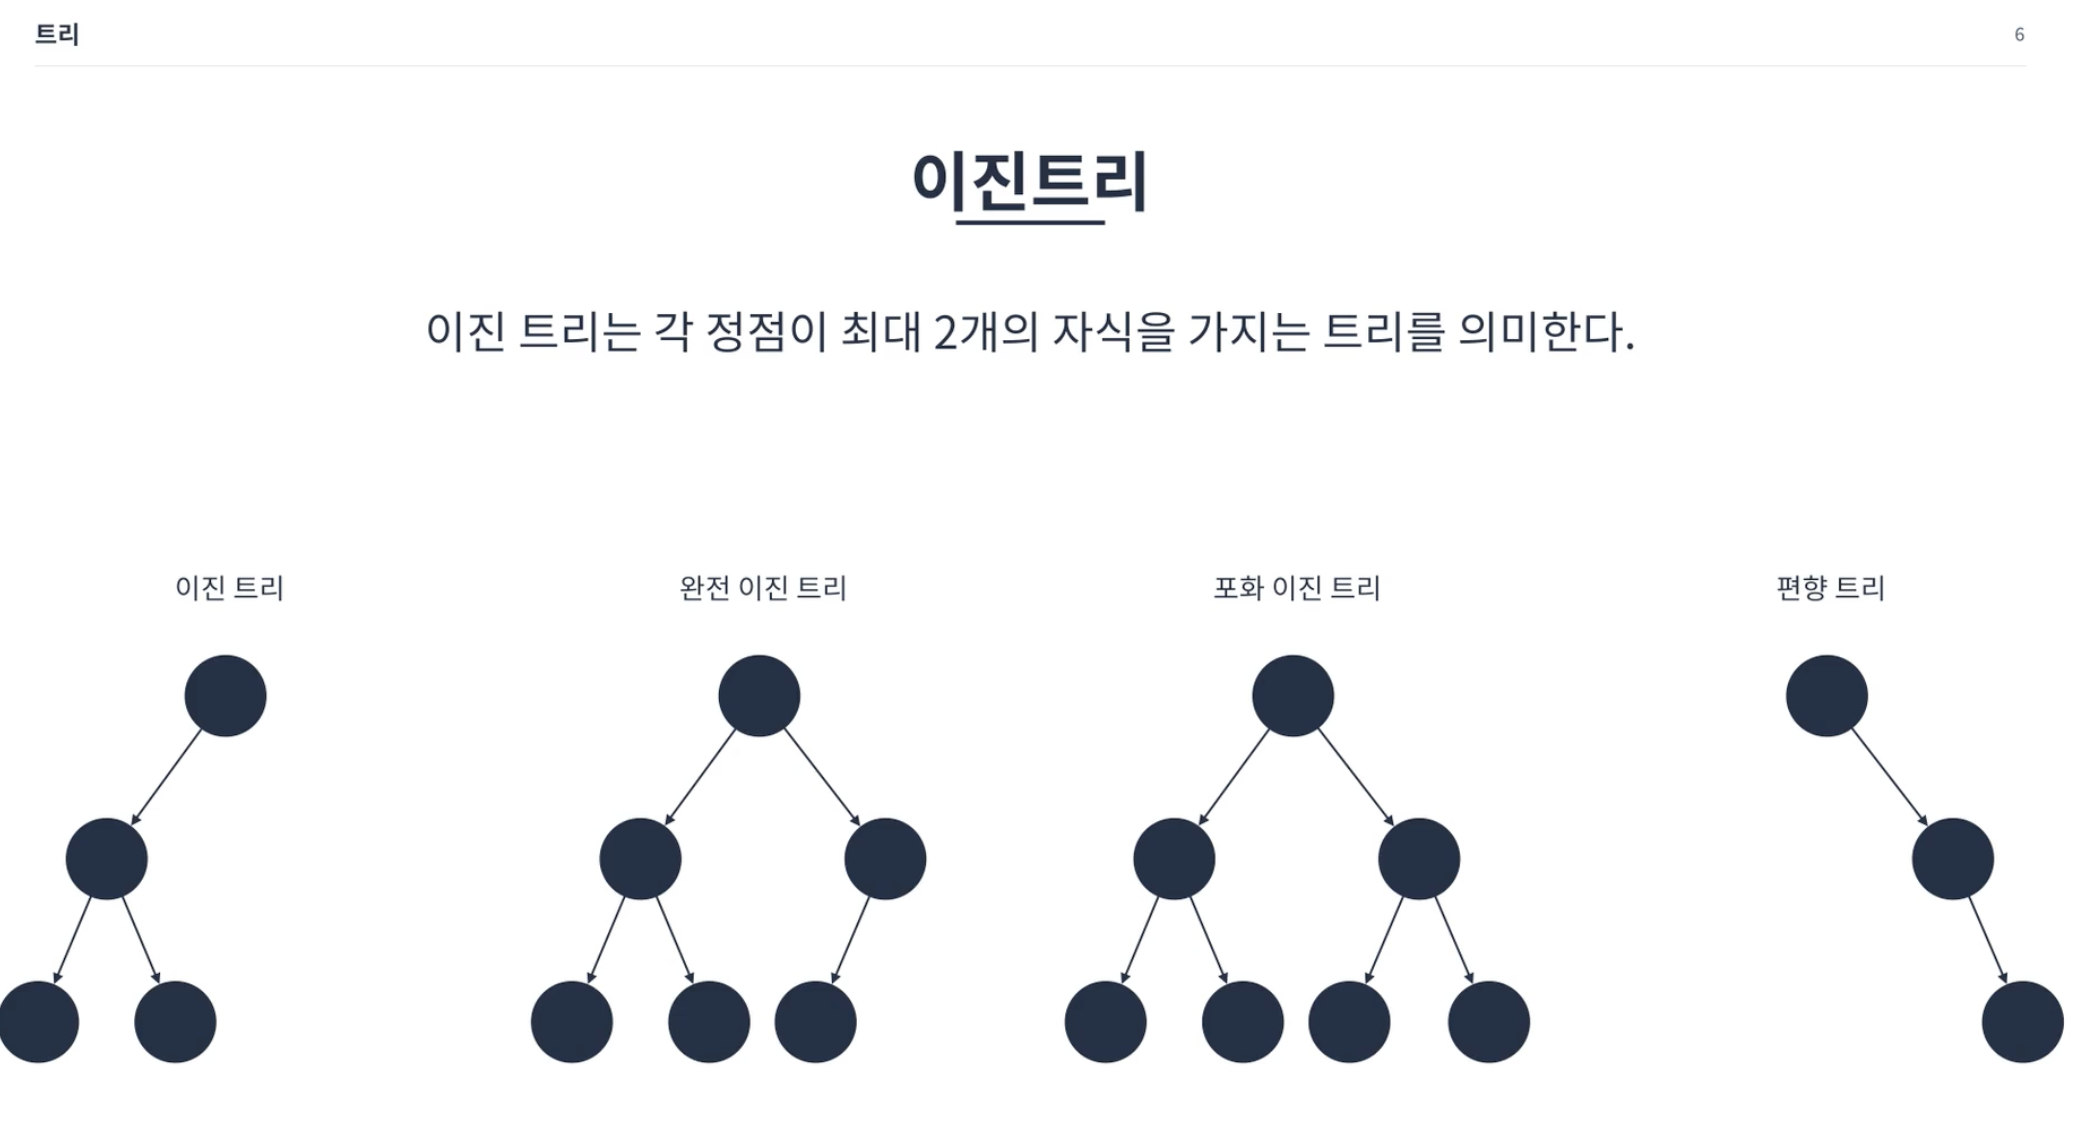 트리
6
이진트리
이진 트리는 각 정점이 최대 2개의 자식을 가지는 트리를 의미한다.
이진 트리
완전 이진 트리
포화 이진 트리
편향 트리